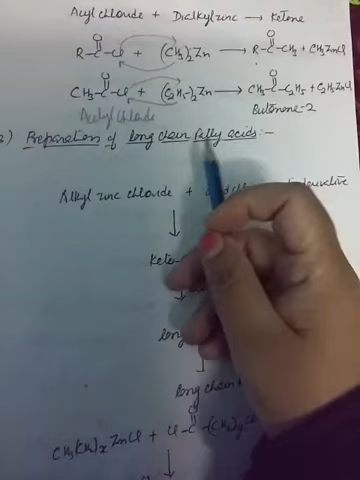 Acyl chloride + Dialkylzinc → Ketone
R-C(=O)-Cl + (CH₃)₂Zn → R-C(=O)-CH₃ + CH₃ZnCl
CH₃-C(=O)-Cl + (C₂H₅-)₂Zn → CH₃-C(=O)-C₂H₅ + C₂H₅ZnCl
Acetyl Chloride Butanone-2
2) Preparation of long chain fatty acids:-
Alkyl zinc chloride +
Keto-
long
long chain
CH₃(CH₂)ₓ ZnCl + Cl-C(=O)-(CH₂)y